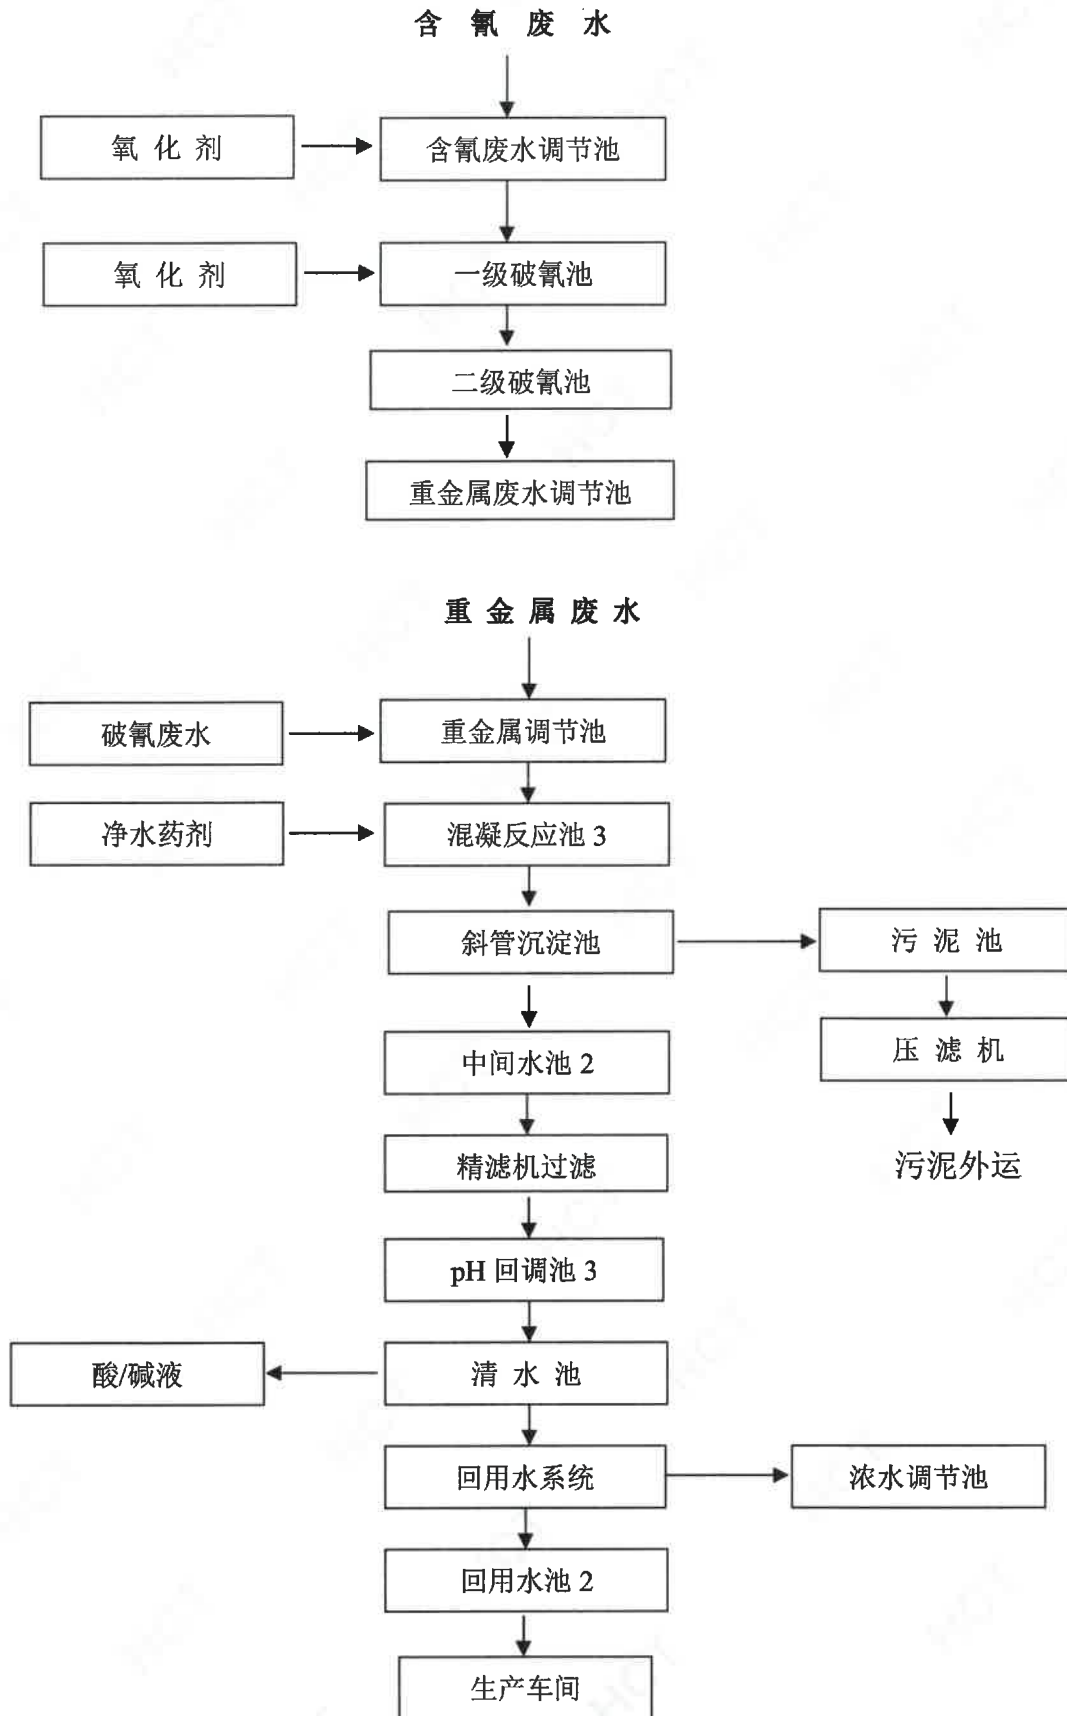 含 氰 废 水
氧 化 剂
含氰废水调节池
氧 化 剂
一级破氰池
二级破氰池
重金属废水调节池
重 金 属 废 水
破氰废水
重金属调节池
净水药剂
混凝反应池 3
斜管沉淀池
污 泥 池
中间水池 2
压 滤 机
精滤机过滤
污泥外运
pH 回调池 3
酸/碱液
清 水 池
回用水系统
浓水调节池
回用水池 2
生产车间